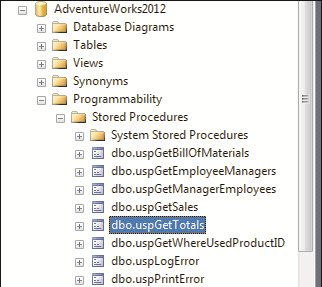 AdventureWorks2012
Database Diagrams
Tables
Views
Synonyms
Programmability
Stored Procedures
System Stored Procedures
dbo.uspGetBillOfMaterials
dbo.uspGetEmployeeManagers
dbo.uspGetManagerEmployees
dbo.uspGetSales
dbo.uspGetTotals
dbo.uspGetWhereUsedProductID
dbo.uspLogError
dbo.uspPrintError